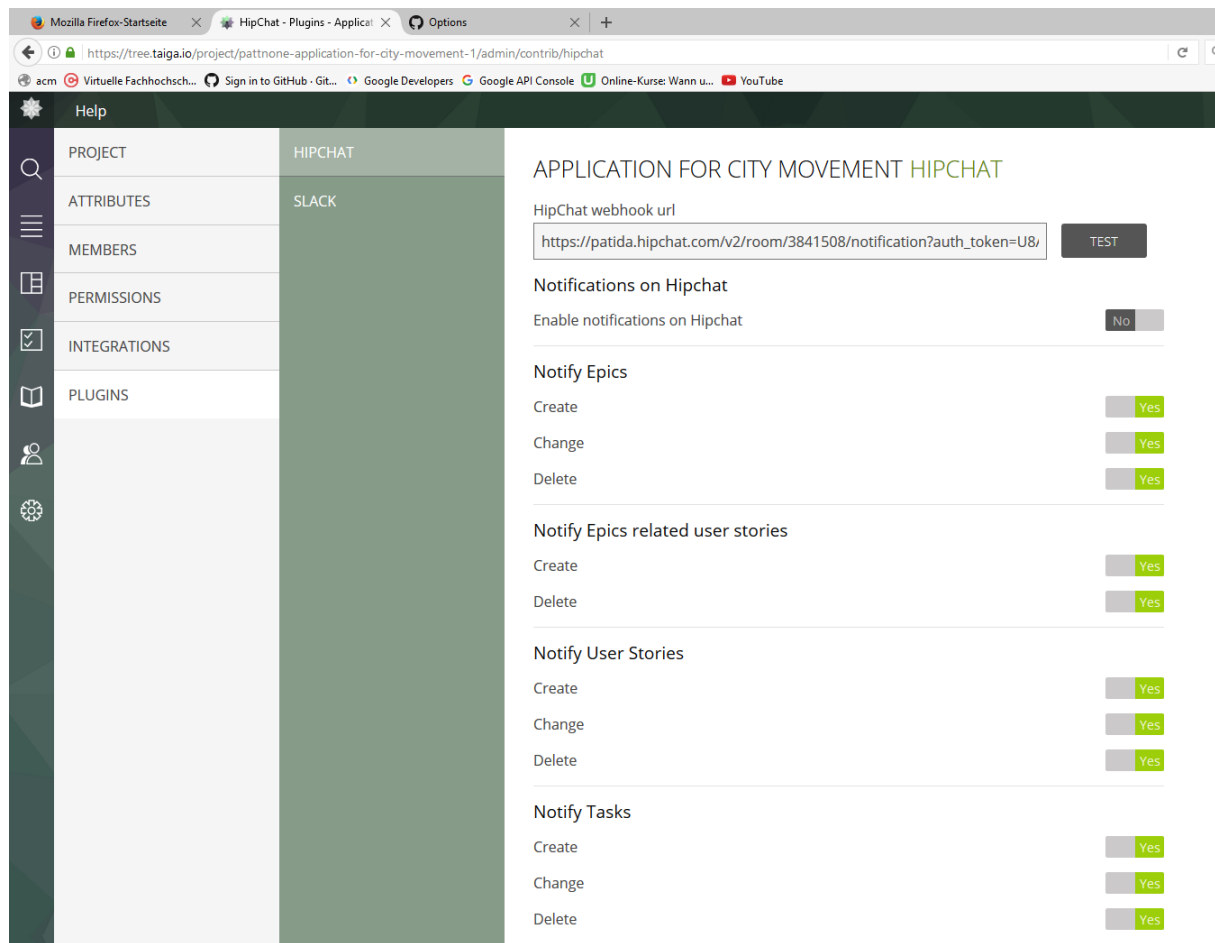 Mozilla Firefox-Startseite
HipChat - Plugins - Applicat
Options
https://tree.taiga.io/project/pattnone-application-for-city-movement-1/admin/contrib/hipchat
acm
Virtuelle Fachhochsch...
Sign in to GitHub · Git...
Google Developers
Google API Console
Online-Kurse: Wann u...
YouTube
Help
PROJECT
ATTRIBUTES
MEMBERS
PERMISSIONS
INTEGRATIONS
PLUGINS
HIPCHAT
SLACK
APPLICATION FOR CITY MOVEMENT HIPCHAT
HipChat webhook url
https://patida.hipchat.com/v2/room/3841508/notification?auth_token=U8/
TEST
Notifications on Hipchat
Enable notifications on Hipchat No
Notify Epics
Create Yes
Change Yes
Delete Yes
Notify Epics related user stories
Create Yes
Delete Yes
Notify User Stories
Create Yes
Change Yes
Delete Yes
Notify Tasks
Create Yes
Change Yes
Delete Yes